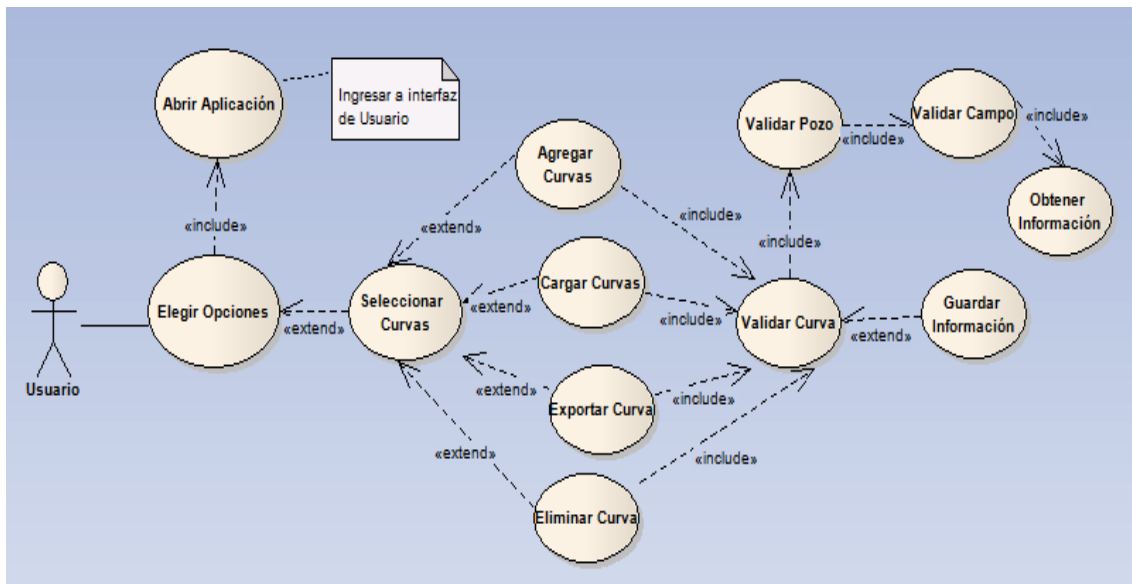 Abrir Aplicación
Ingresar a interfaz
de Usuario
«include»
Usuario
Elegir Opciones
«extend»
Seleccionar
Curvas
Agregar
Curvas
«extend»
«include»
Cargar Curvas
«extend»
«include»
Exportar Curva
«extend»
«include»
Eliminar Curva
«extend»
«include»
Validar Curva
«include»
Validar Pozo
«include»
Validar Campo
«include»
Obtener
Información
Guardar
Información
«extend»